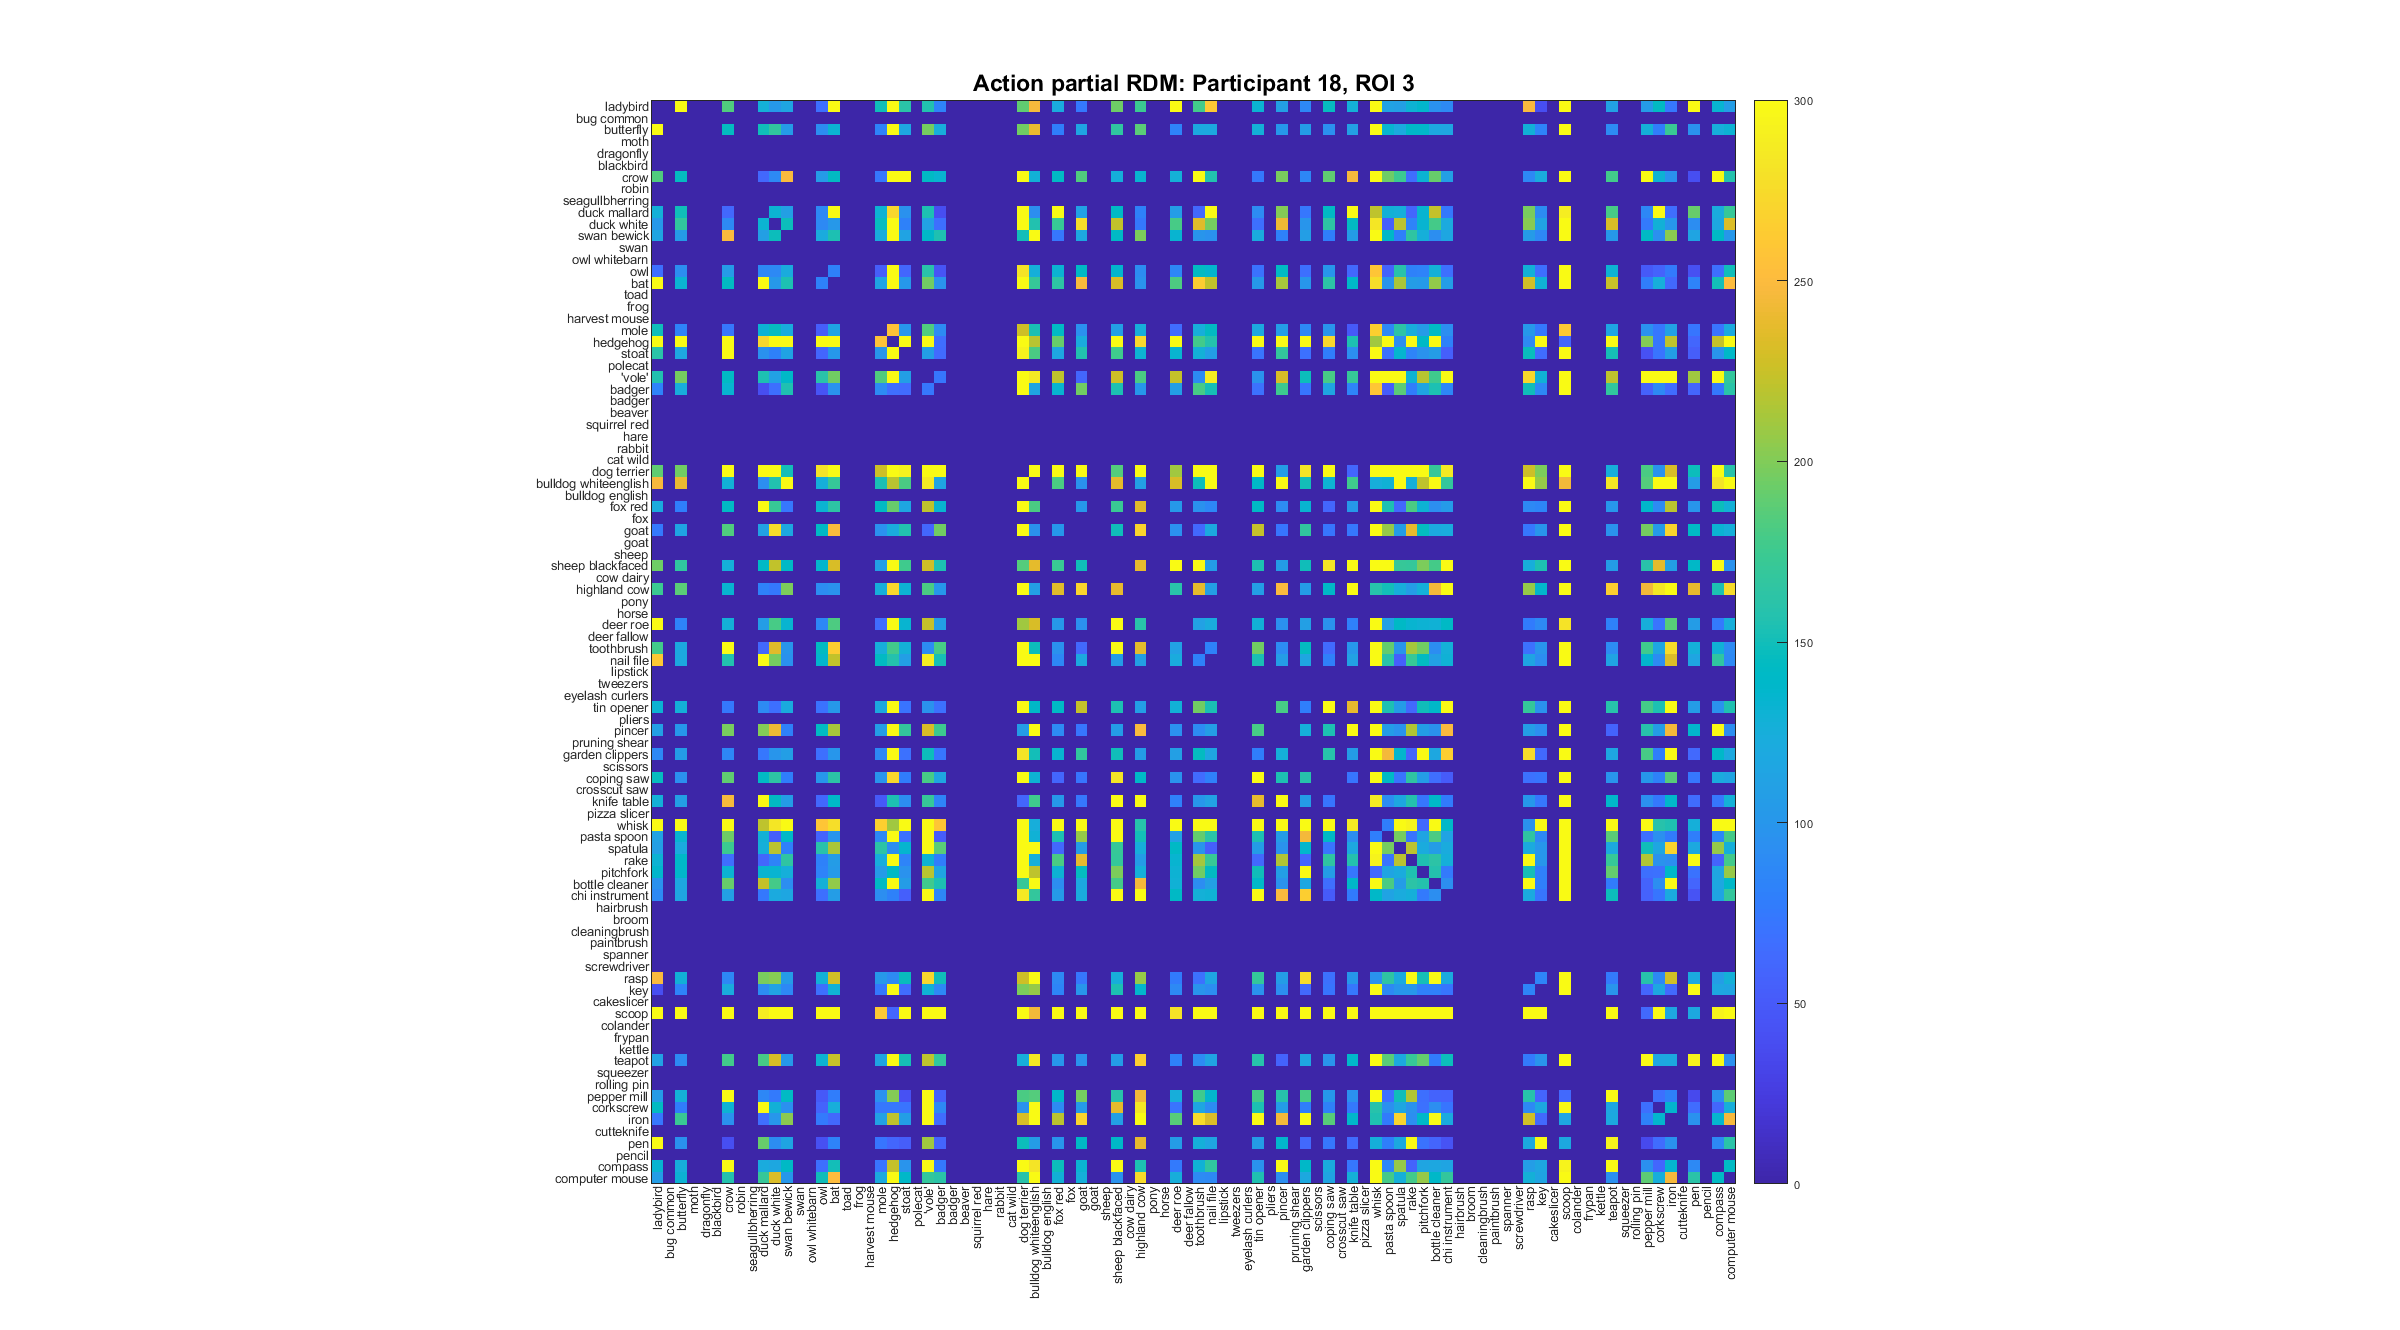 Action partial RDM: Participant 18, ROI 3
ladybird
bug common
butterfly
moth
dragonfly
blackbird
crow
robin
seagullbherring
duck mallard
duck white
swan bewick
swan
owl whitebarn
owl
bat
toad
frog
harvest mouse
mole
hedgehog
stoat
polecat
'vole'
badger
badger
beaver
squirrel red
hare
rabbit
cat wild
dog terrier
bulldog whiteenglish
bulldog english
fox red
fox
goat
goat
sheep
sheep blackfaced
cow dairy
highland cow
pony
horse
deer roe
deer fallow
toothbrush
nail file
lipstick
tweezers
eyelash curlers
tin opener
pliers
pincer
pruning shear
garden clippers
scissors
coping saw
crosscut saw
knife table
pizza slicer
whisk
pasta spoon
spatula
rake
pitchfork
bottle cleaner
chi instrument
hairbrush
broom
cleaningbrush
paintbrush
spanner
screwdriver
rasp
key
cakeslicer
scoop
colander
frypan
kettle
teapot
squeezer
rolling pin
pepper mill
corkscrew
iron
cutteknife
pen
pencil
compass
computer mouse
ladybird
bug common
butterfly
moth
dragonfly
blackbird
crow
robin
seagullbherring
duck mallard
duck white
swan bewick
swan
owl whitebarn
owl
bat
toad
frog
harvest mouse
mole
hedgehog
stoat
polecat
'vole'
badger
badger
beaver
squirrel red
hare
rabbit
cat wild
dog terrier
bulldog whiteenglish
bulldog english
fox red
fox
goat
goat
sheep
sheep blackfaced
cow dairy
highland cow
pony
horse
deer roe
deer fallow
toothbrush
nail file
lipstick
tweezers
eyelash curlers
tin opener
pliers
pincer
pruning shear
garden clippers
scissors
coping saw
crosscut saw
knife table
pizza slicer
whisk
pasta spoon
spatula
rake
pitchfork
bottle cleaner
chi instrument
hairbrush
broom
cleaningbrush
paintbrush
spanner
screwdriver
rasp
key
cakeslicer
scoop
colander
frypan
kettle
teapot
squeezer
rolling pin
pepper mill
corkscrew
iron
cutteknife
pen
pencil
compass
computer mouse
300
250
200
150
100
50
0